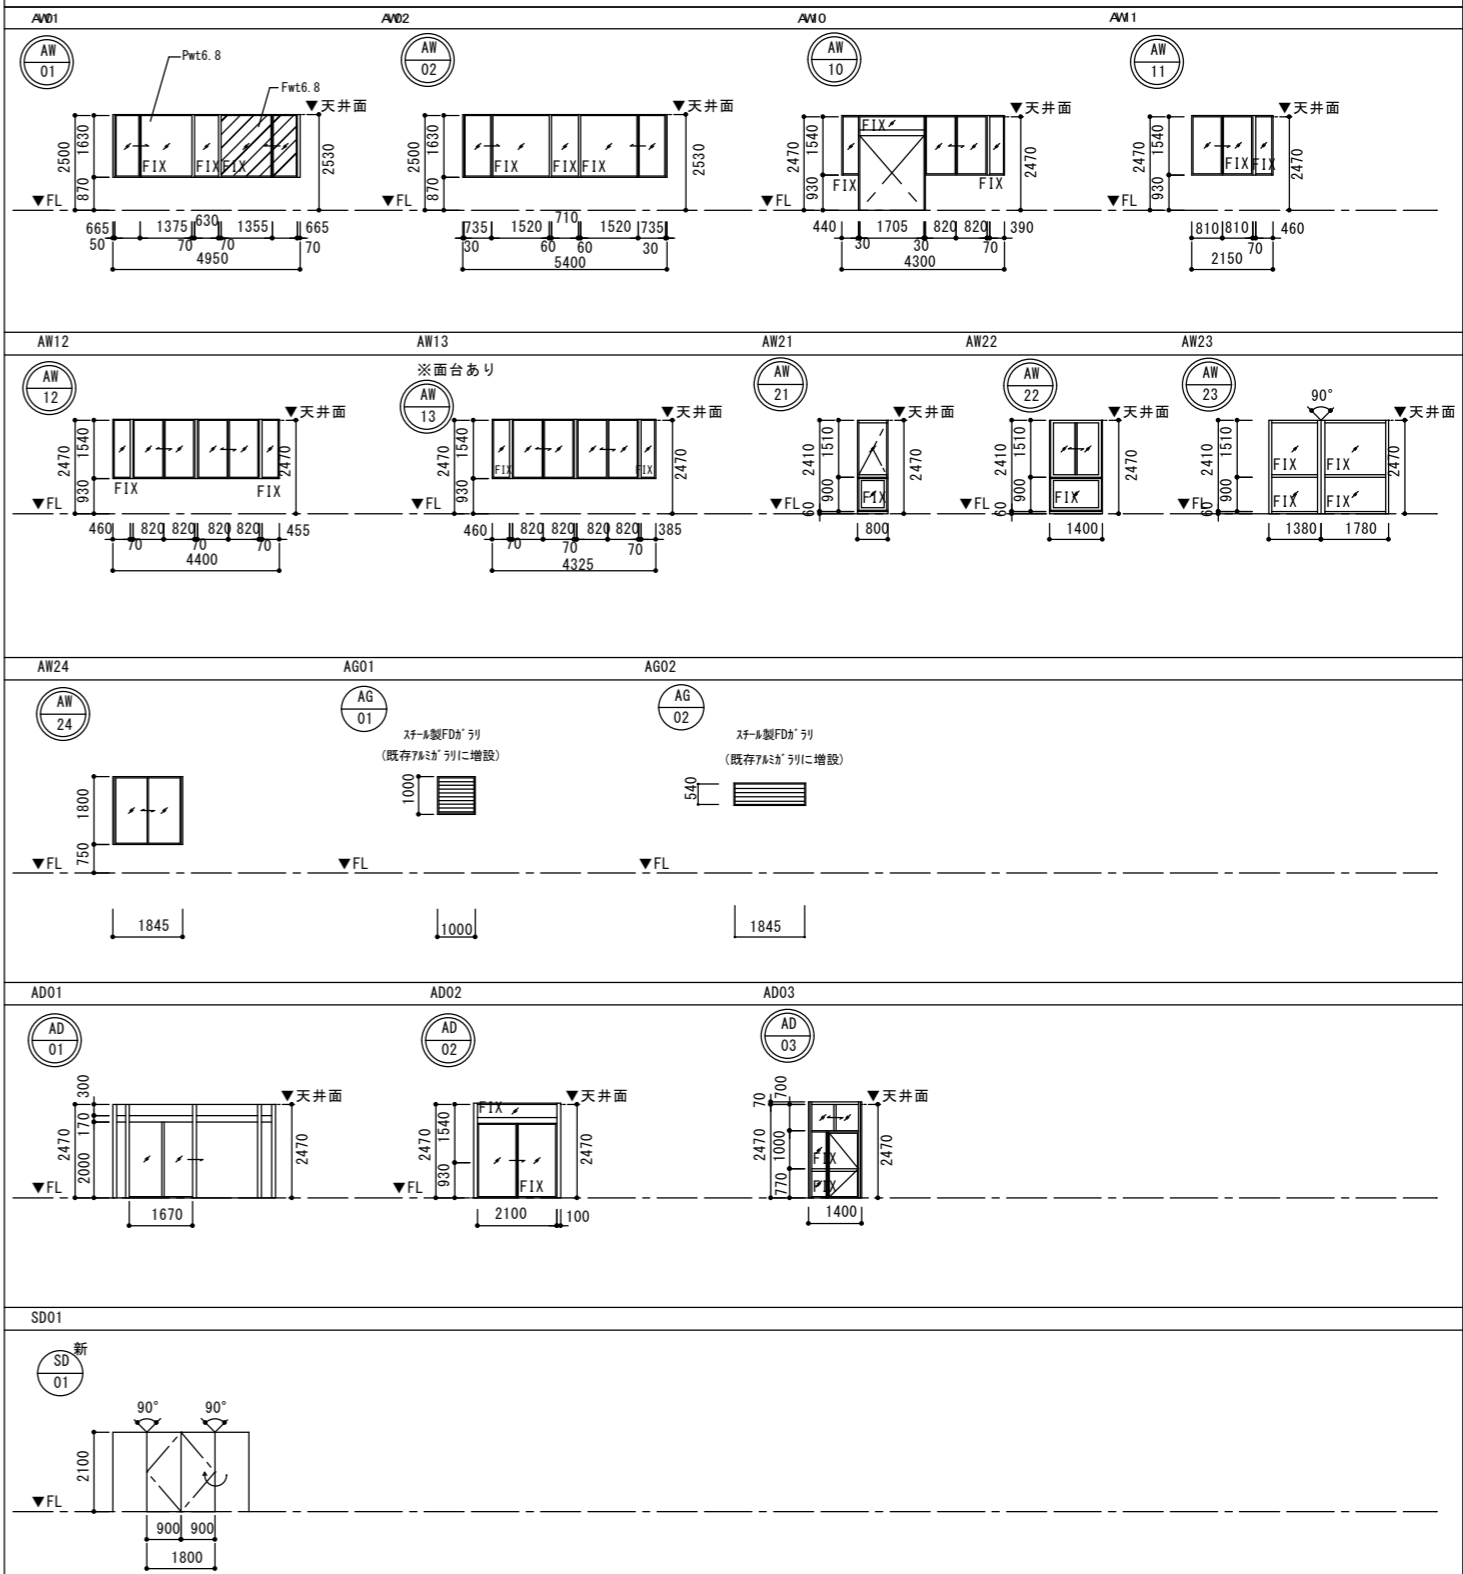 AW01 AW02 AW10 AW11
AW
01
Pwt6.8
Fwt6.8
▼天井面
2500
1630
870
2530
▼FL
FIX
FIX
FIX
665 1375 630 1355 665
50 70 70 70
4950
AW
02
▼天井面
2500
1630
870
2530
▼FL
FIX
FIX
FIX
735 1520 710 1520 735
30 60 60 30
5400
AW
10
▼天井面
2470
1540
930
2470
▼FL
FIX
FIX
FIX
440 1705 820 820 390
30 30 70
4300
AW
11
▼天井面
2470
1540
930
2470
▼FL
FIX
FIX
810 810 460
70
2150
AW12 AW13 AW21 AW22 AW23
AW
12
▼天井面
2470
1540
930
2470
▼FL
FIX
FIX
460 820 820 820 820 455
70 70 70
4400
※面台あり
AW
13
▼天井面
2470
1540
930
2470
▼FL
FIX
FIX
460 820 820 820 820 385
70 70 70
4325
AW
21
▼天井面
2410
1510
900
60
2470
▼FL
FIX
800
AW
22
▼天井面
2410
1510
900
60
2470
▼FL
FIX
1400
AW
23
90°
▼天井面
2410
1510
900
60
2470
▼FL
FIX FIX
FIX FIX
1380 1780
AW24 AG01 AG02
AW
24
1800
750
▼FL
1845
AG
01
ｽﾁｰﾙ製FDｶﾞﾗﾘ
(既存ｱﾙﾐｶﾞﾗﾘに増設)
1000
▼FL
1000
AG
02
ｽﾁｰﾙ製FDｶﾞﾗﾘ
(既存ｱﾙﾐｶﾞﾗﾘに増設)
540
▼FL
1845
AD01 AD02 AD03
AD
01
▼天井面
2470
300
170
2000
2470
▼FL
1670
AD
02
▼天井面
2470
1540
930
2470
▼FL
FIX
FIX
2100 100
AD
03
▼天井面
70
700
2470
1000
770
2470
FIX
FIX
1400
SD01
SD
01
新
90° 90°
2100
▼FL
900 900
1800